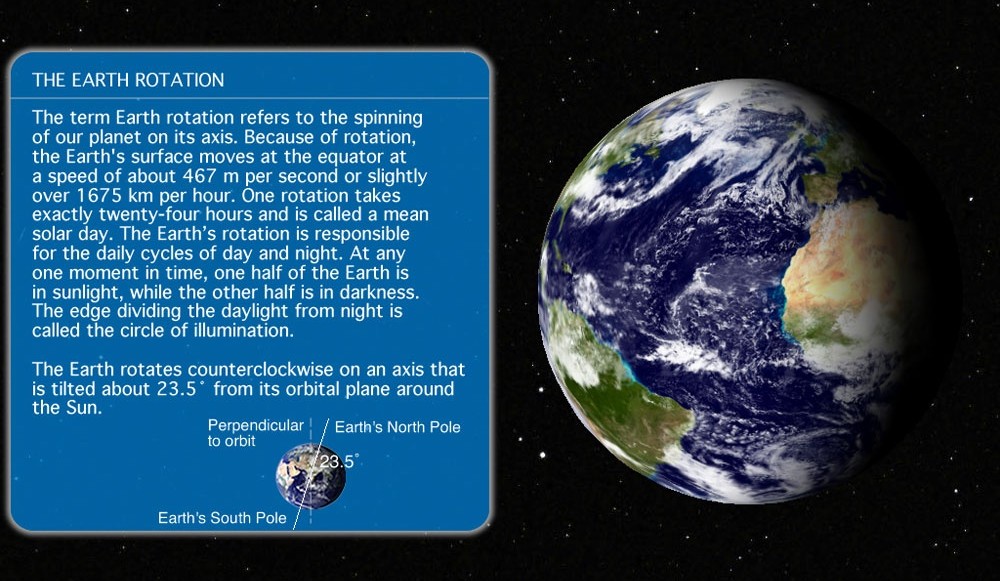 THE EARTH ROTATION
The term Earth rotation refers to the spinning
of our planet on its axis. Because of rotation,
the Earth's surface moves at the equator at
a speed of about 467 m per second or slightly
over 1675 km per hour. One rotation takes
exactly twenty-four hours and is called a mean
solar day. The Earth’s rotation is responsible
for the daily cycles of day and night. At any
one moment in time, one half of the Earth is
in sunlight, while the other half is in darkness.
The edge dividing the daylight from night is
called the circle of illumination.
The Earth rotates counterclockwise on an axis that
is tilted about 23.5˚ from its orbital plane around
the Sun.
Perpendicular
to orbit
Earth’s North Pole
23.5˚
Earth’s South Pole